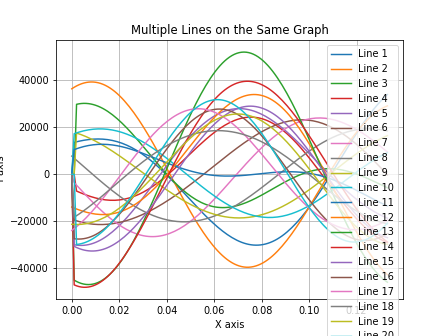 Multiple Lines on the Same Graph
40000
20000
0
−20000
−40000
0.00
0.02
0.04
0.06
0.08
0.10
X axis
Line 1
Line 2
Line 3
Line 4
Line 5
Line 6
Line 7
Line 8
Line 9
Line 10
Line 11
Line 12
Line 13
Line 14
Line 15
Line 16
Line 17
Line 18
Line 19
Line 20